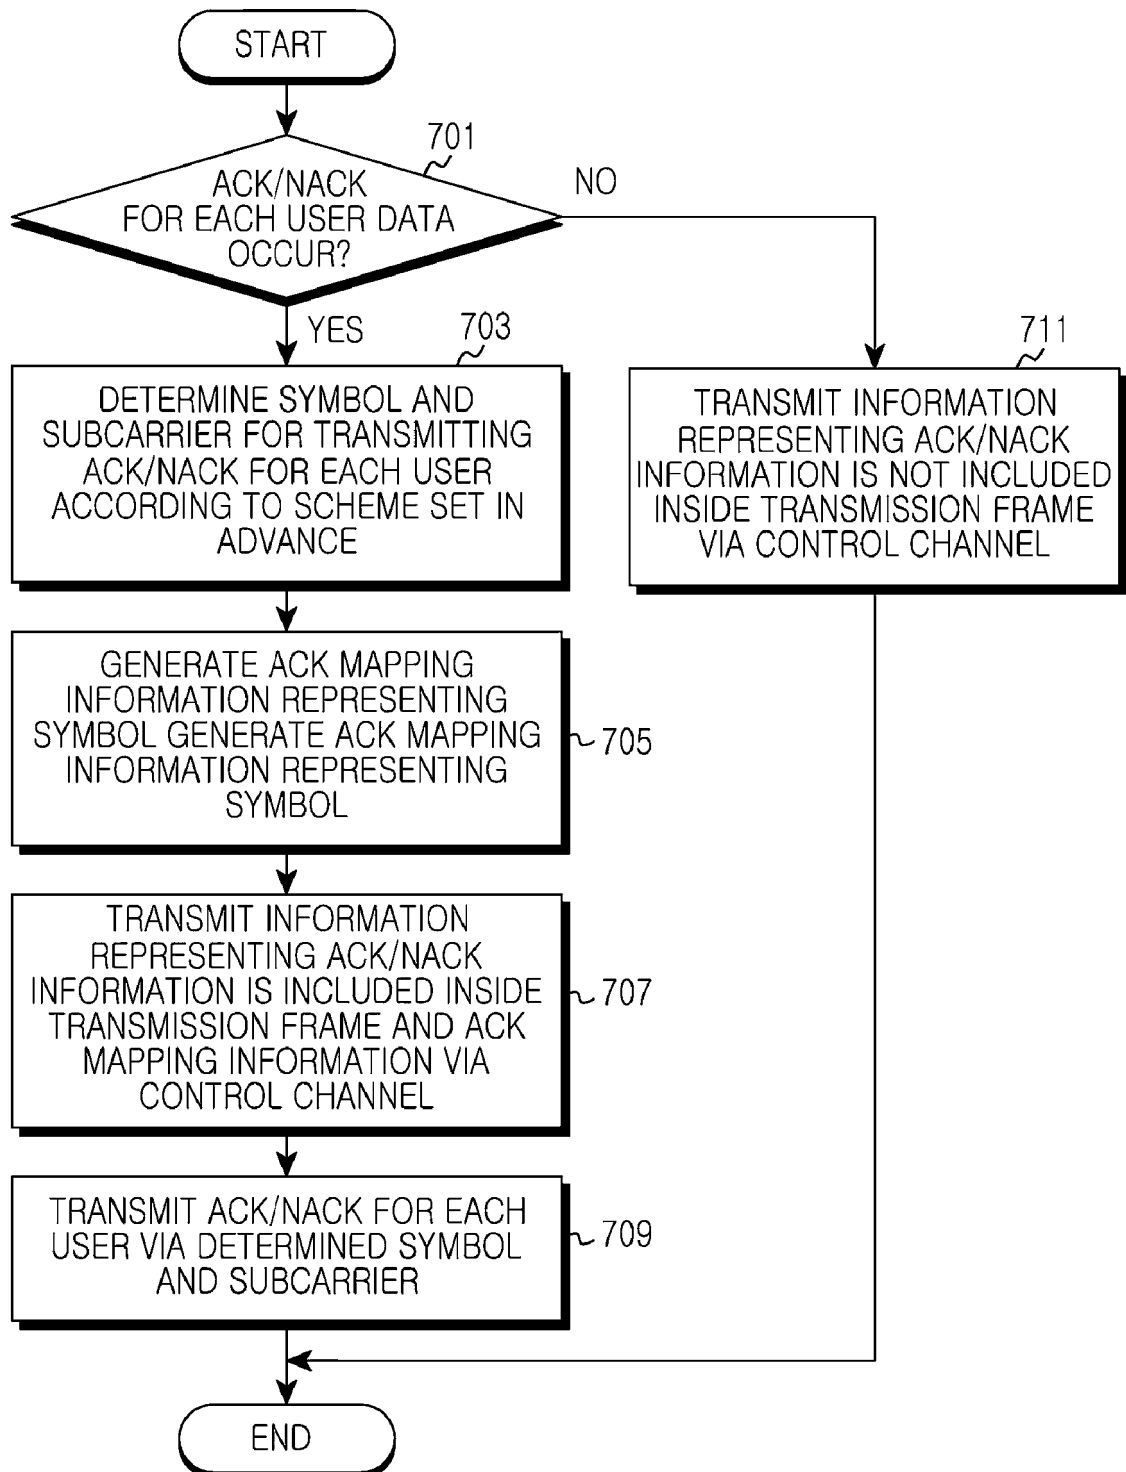 START
701
ACK/NACK
FOR EACH USER DATA
OCCUR?
NO
YES
703
DETERMINE SYMBOL AND
SUBCARRIER FOR TRANSMITTING
ACK/NACK FOR EACH USER
ACCORDING TO SCHEME SET IN
ADVANCE
711
TRANSMIT INFORMATION
REPRESENTING ACK/NACK
INFORMATION IS NOT INCLUDED
INSIDE TRANSMISSION FRAME
VIA CONTROL CHANNEL
GENERATE ACK MAPPING
INFORMATION REPRESENTING
SYMBOL GENERATE ACK MAPPING
INFORMATION REPRESENTING
SYMBOL
705
TRANSMIT INFORMATION
REPRESENTING ACK/NACK
INFORMATION IS INCLUDED INSIDE
TRANSMISSION FRAME AND ACK
MAPPING INFORMATION VIA
CONTROL CHANNEL
707
TRANSMIT ACK/NACK FOR EACH
USER VIA DETERMINED SYMBOL
AND SUBCARRIER
709
END